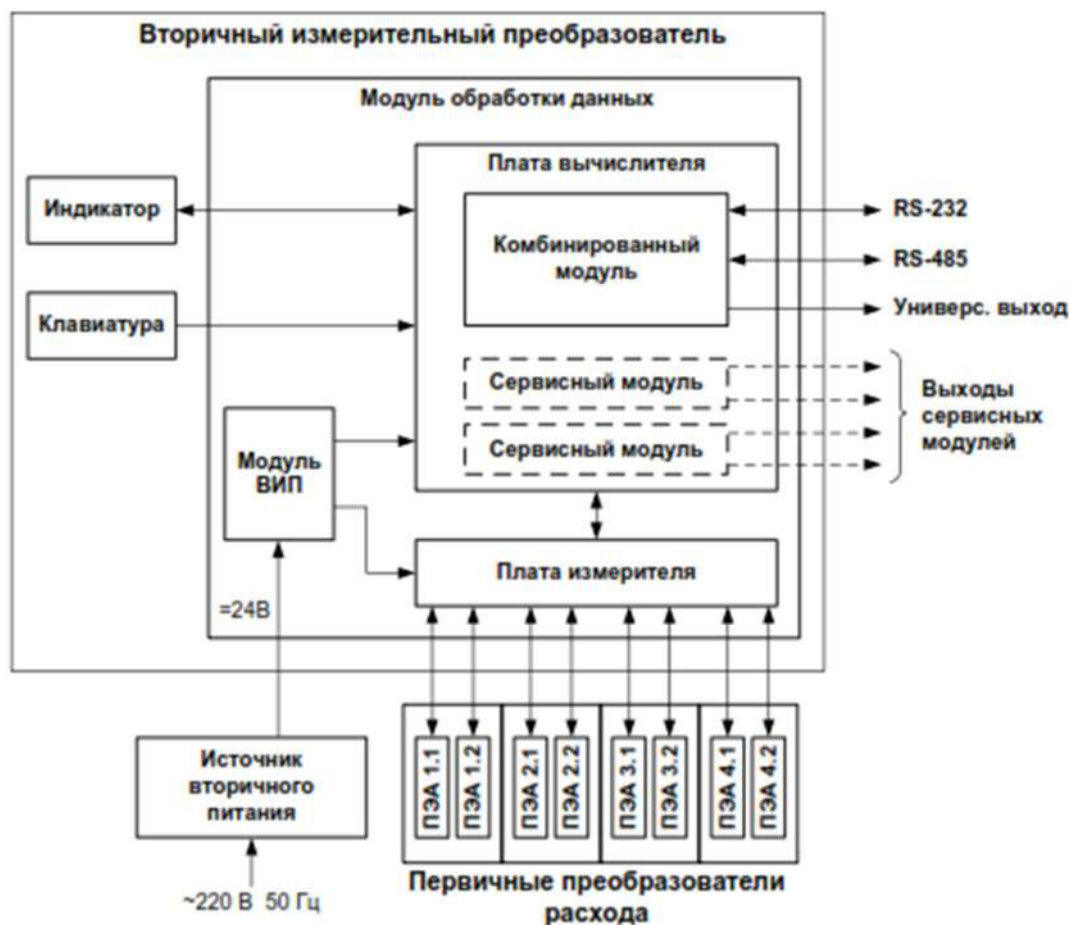 Вторичный измерительный преобразователь
Модуль обработки данных
Плата вычислителя
Индикатор
Комбинированный
модуль
RS-232
RS-485
Клавиатура
Универс. выход
Сервисный модуль
Сервисный модуль
Выходы
сервисных
модулей
Модуль
ВИП
Плата измерителя
=24В
Источник
вторичного
питания
~220 В 50 Гц
ПЭА 1.1
ПЭА 1.2
ПЭА 2.1
ПЭА 2.2
ПЭА 3.1
ПЭА 3.2
ПЭА 4.1
ПЭА 4.2
Первичные преобразователи
расхода